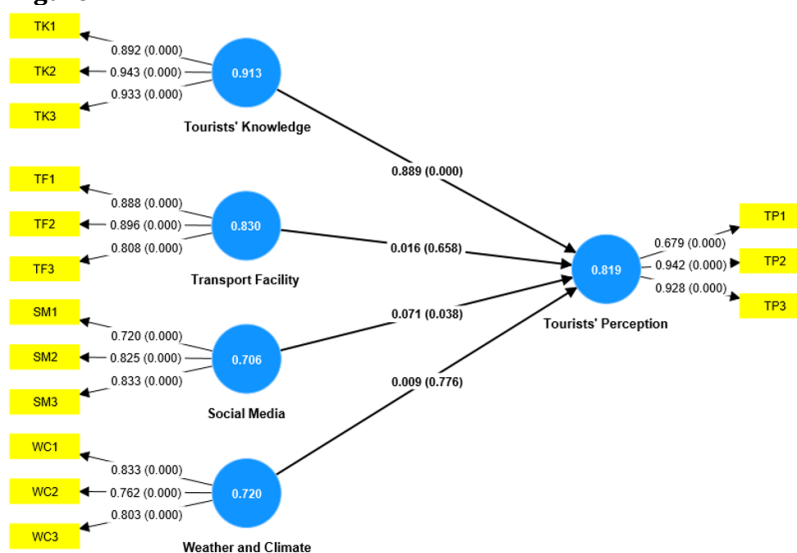 TK1
0.892 (0.000)
TK2
0.943 (0.000)
0.913
TK3
0.933 (0.000)
Tourists' Knowledge
0.889 (0.000)
TF1
0.888 (0.000)
TF2
0.896 (0.000)
0.830
TF3
0.808 (0.000)
Transport Facility
0.016 (0.658)
SM1
0.720 (0.000)
SM2
0.825 (0.000)
0.706
SM3
0.833 (0.000)
Social Media
0.071 (0.038)
WC1
0.833 (0.000)
WC2
0.762 (0.000)
0.720
WC3
0.803 (0.000)
Weather and Climate
0.009 (0.776)
0.819
Tourists' Perception
TP1
0.679 (0.000)
TP2
0.942 (0.000)
TP3
0.928 (0.000)